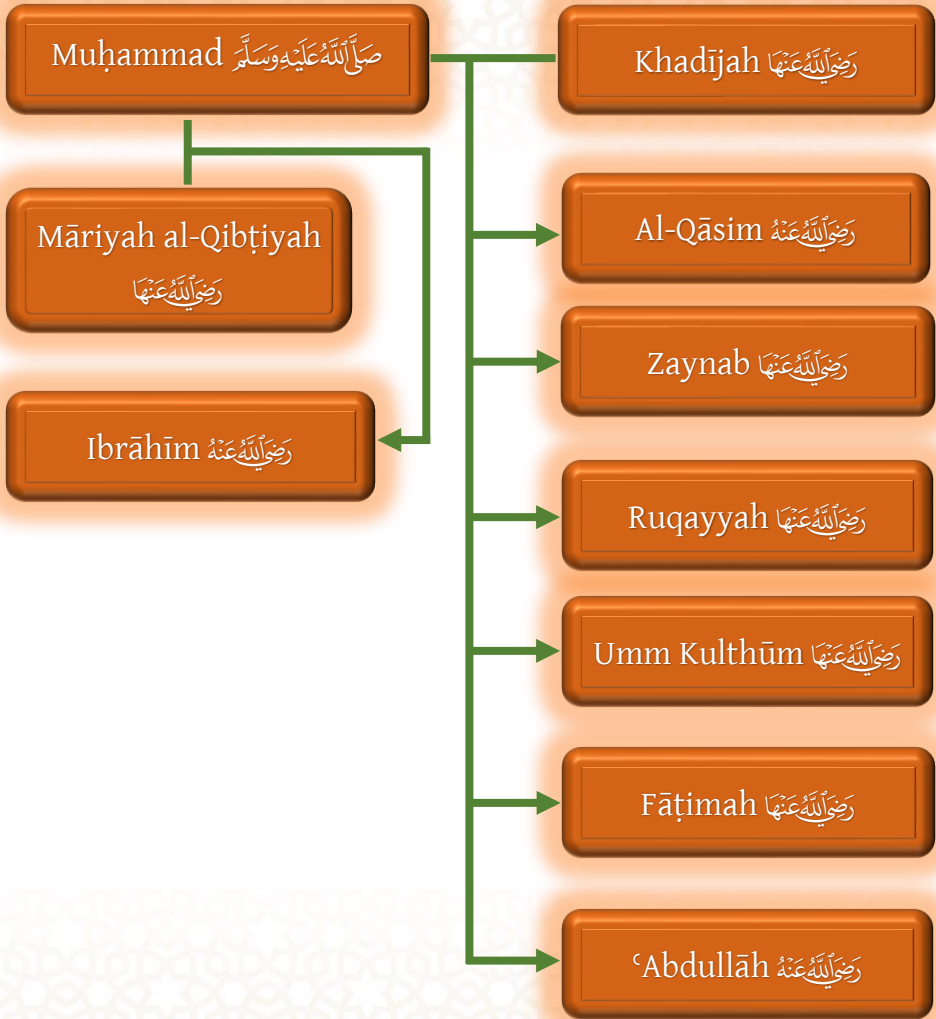 Muḥammad صَلَّى ٱللَّهُ عَلَيْهِ وَسَلَّمَ
Khadījah رَضِيَ ٱللَّهُ عَنْهَا
Māriyah al-Qibṭiyah
رَضِيَ ٱللَّهُ عَنْهَا
Ibrāhīm رَضِيَ ٱللَّهُ عَنْهُ
Al-Qāsim رَضِيَ ٱللَّهُ عَنْهُ
Zaynab رَضِيَ ٱللَّهُ عَنْهَا
Ruqayyah رَضِيَ ٱللَّهُ عَنْهَا
Umm Kulthūm رَضِيَ ٱللَّهُ عَنْهَا
Fāṭimah رَضِيَ ٱللَّهُ عَنْهَا
ʿAbdullāh رَضِيَ ٱللَّهُ عَنْهُ